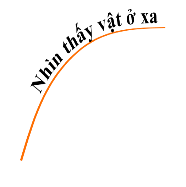 Nhìn thấy vật ở xa